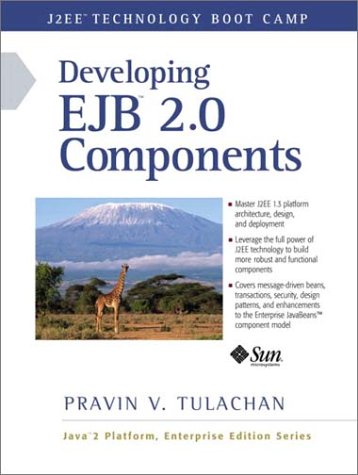 J2EE™ TECHNOLOGY BOOT CAMP
Developing
EJB™ 2.0
Components
Master J2EE 1.3 platform
architecture, design,
and deployment
Leverage the full power of
J2EE technology to build
more robust and functional
components
Covers message-driven beans,
transactions, security, design
patterns, and enhancements
to the Enterprise JavaBeans™
component model
Sun
microsystems
PRAVIN V. TULACHAN
Java™ 2 Platform, Enterprise Edition Series